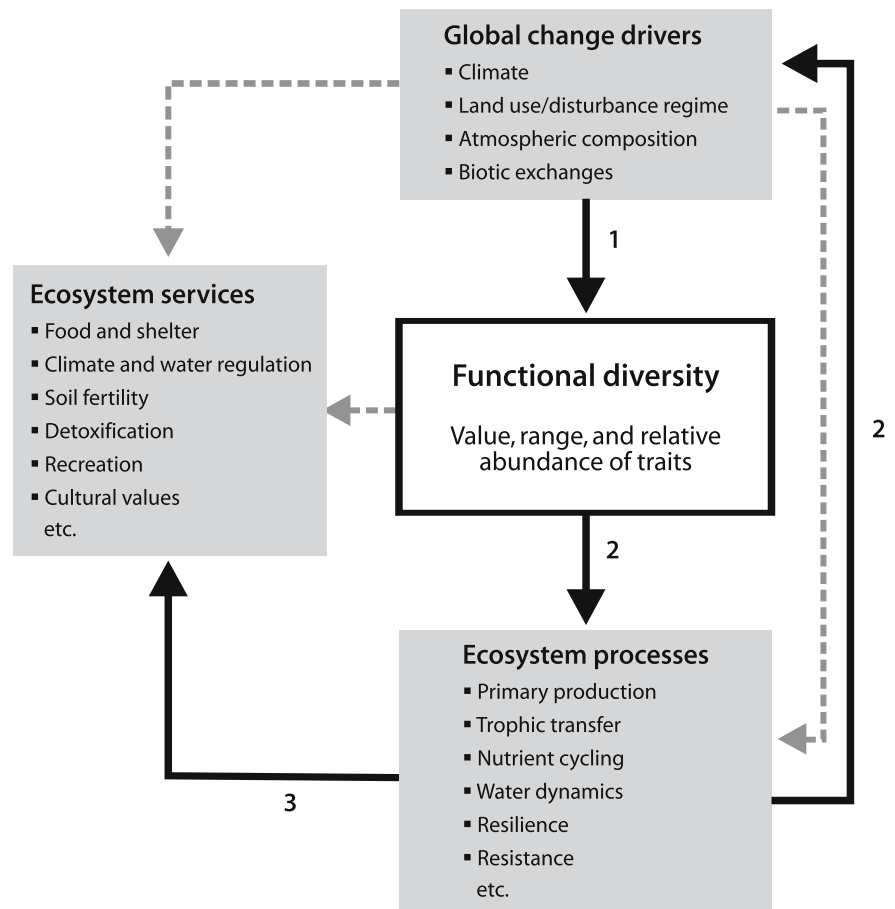 Global change drivers
▪ Climate
▪ Land use/disturbance regime
▪ Atmospheric composition
▪ Biotic exchanges
1
Ecosystem services
▪ Food and shelter
▪ Climate and water regulation
▪ Soil fertility
▪ Detoxification
▪ Recreation
▪ Cultural values
etc.
Functional diversity
Value, range, and relative
abundance of traits
2
2
Ecosystem processes
▪ Primary production
▪ Trophic transfer
▪ Nutrient cycling
▪ Water dynamics
▪ Resilience
▪ Resistance
etc.
3